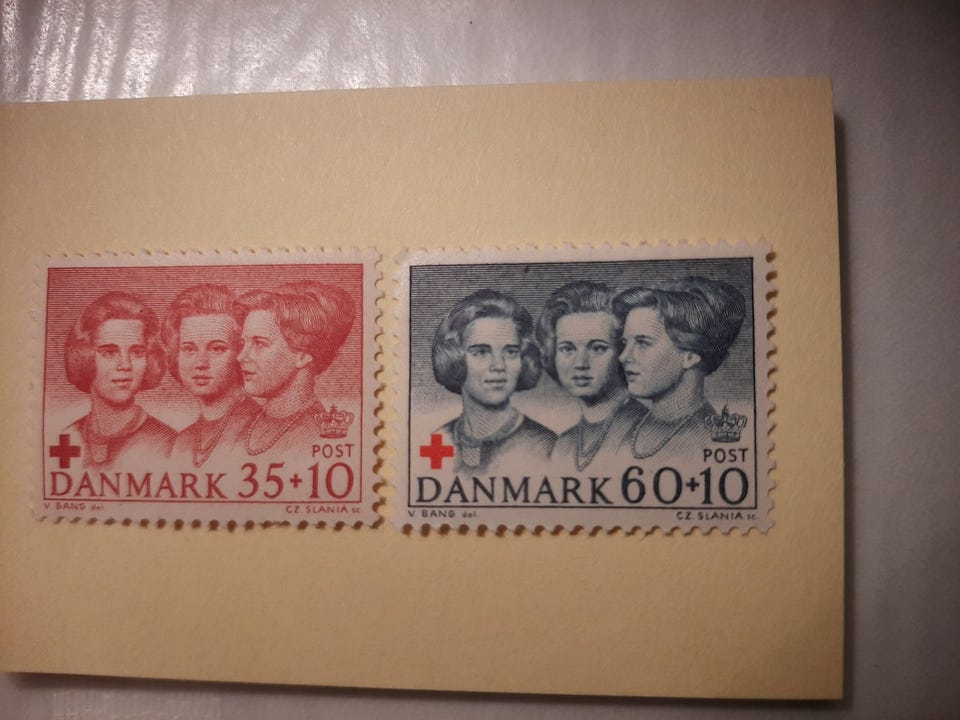 POST
DANMARK 35+10
V. BANG del.
CZ. SLANIA sc.
POST
DANMARK 60+10
V. BANG del.
CZ. SLANIA sc.